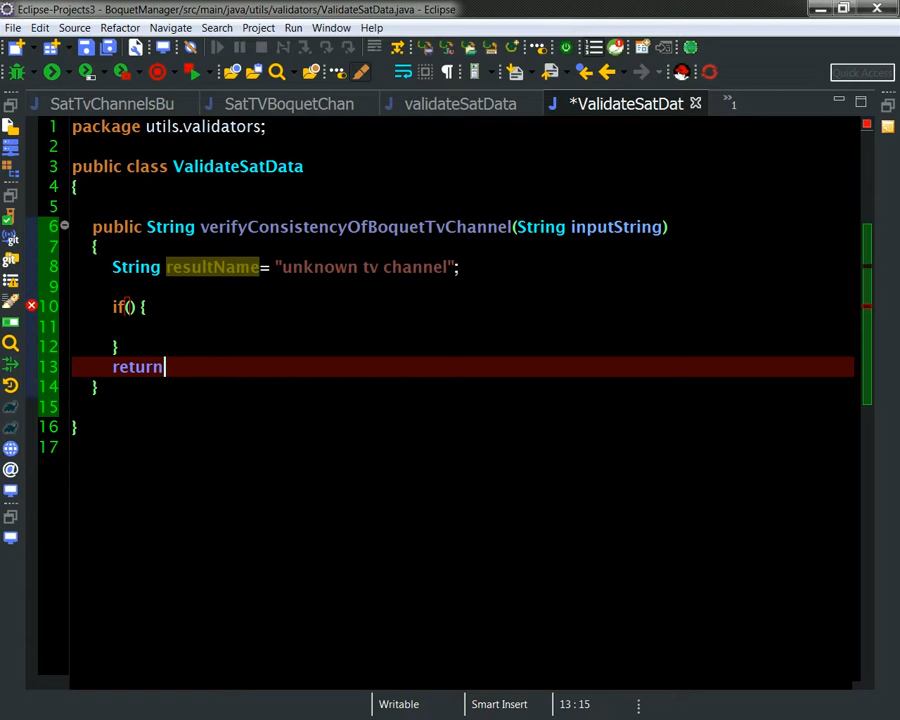 Eclipse-Projects3 - BoquetManager/src/main/java/utils/validators/ValidateSatData.java - Eclipse
File Edit Source Refactor Navigate Search Project Run Window Help
Quick Access
SatTvChannelsBu SatTVBoquetChan validateSatData *ValidateSatDat »1
1 package utils.validators;
2
3 public class ValidateSatData
4 {
5
6 public String verifyConsistencyOfBoquetTvChannel(String inputString)
7 {
8 String resultName= "unknown tv channel";
9
10 if() {
11
12 }
13 return
14 }
15
16 }
17
Writable Smart Insert 13 : 15